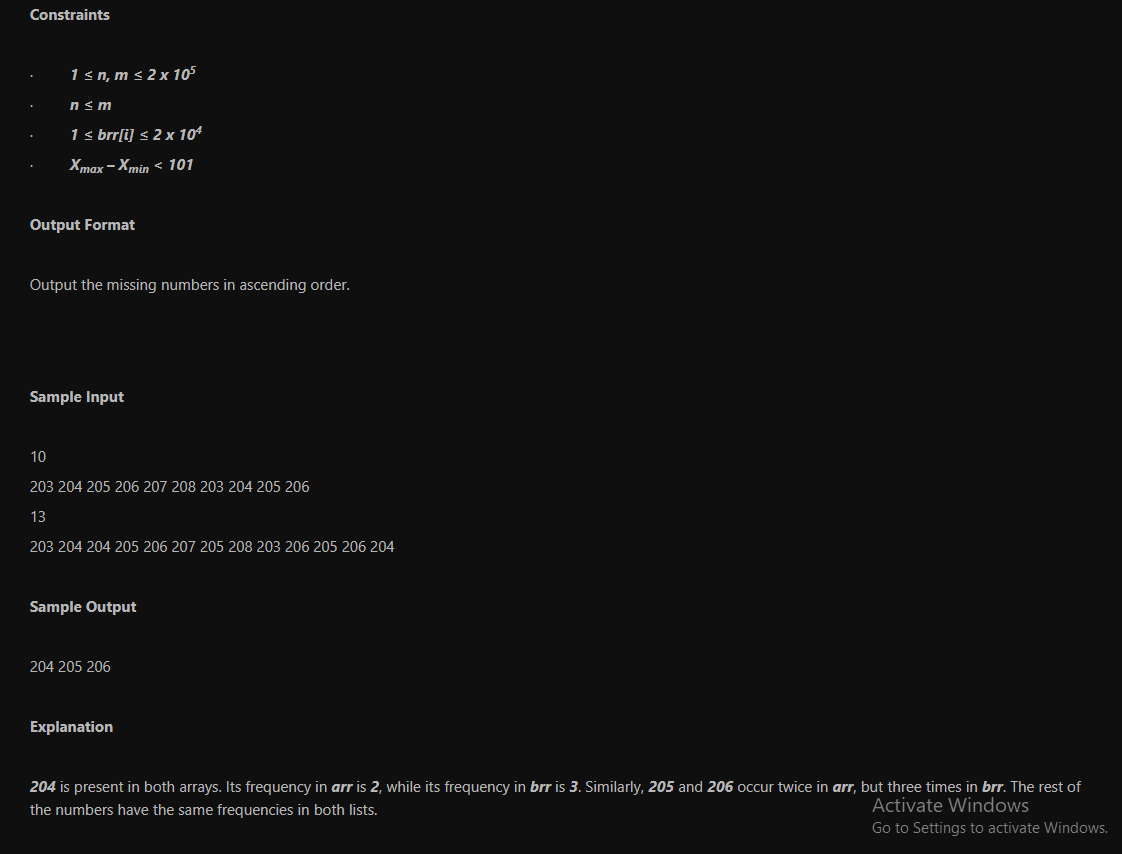 Constraints
· 1 ≤ n, m ≤ 2 x 10⁵
· n ≤ m
· 1 ≤ brr[i] ≤ 2 x 10⁴
· Xmax – Xmin < 101
Output Format
Output the missing numbers in ascending order.
Sample Input
10
203 204 205 206 207 208 203 204 205 206
13
203 204 204 205 206 207 205 208 203 206 205 206 204
Sample Output
204 205 206
Explanation
204 is present in both arrays. Its frequency in arr is 2, while its frequency in brr is 3. Similarly, 205 and 206 occur twice in arr, but three times in brr. The rest of
the numbers have the same frequencies in both lists.
Activate Windows
Go to Settings to activate Windows.